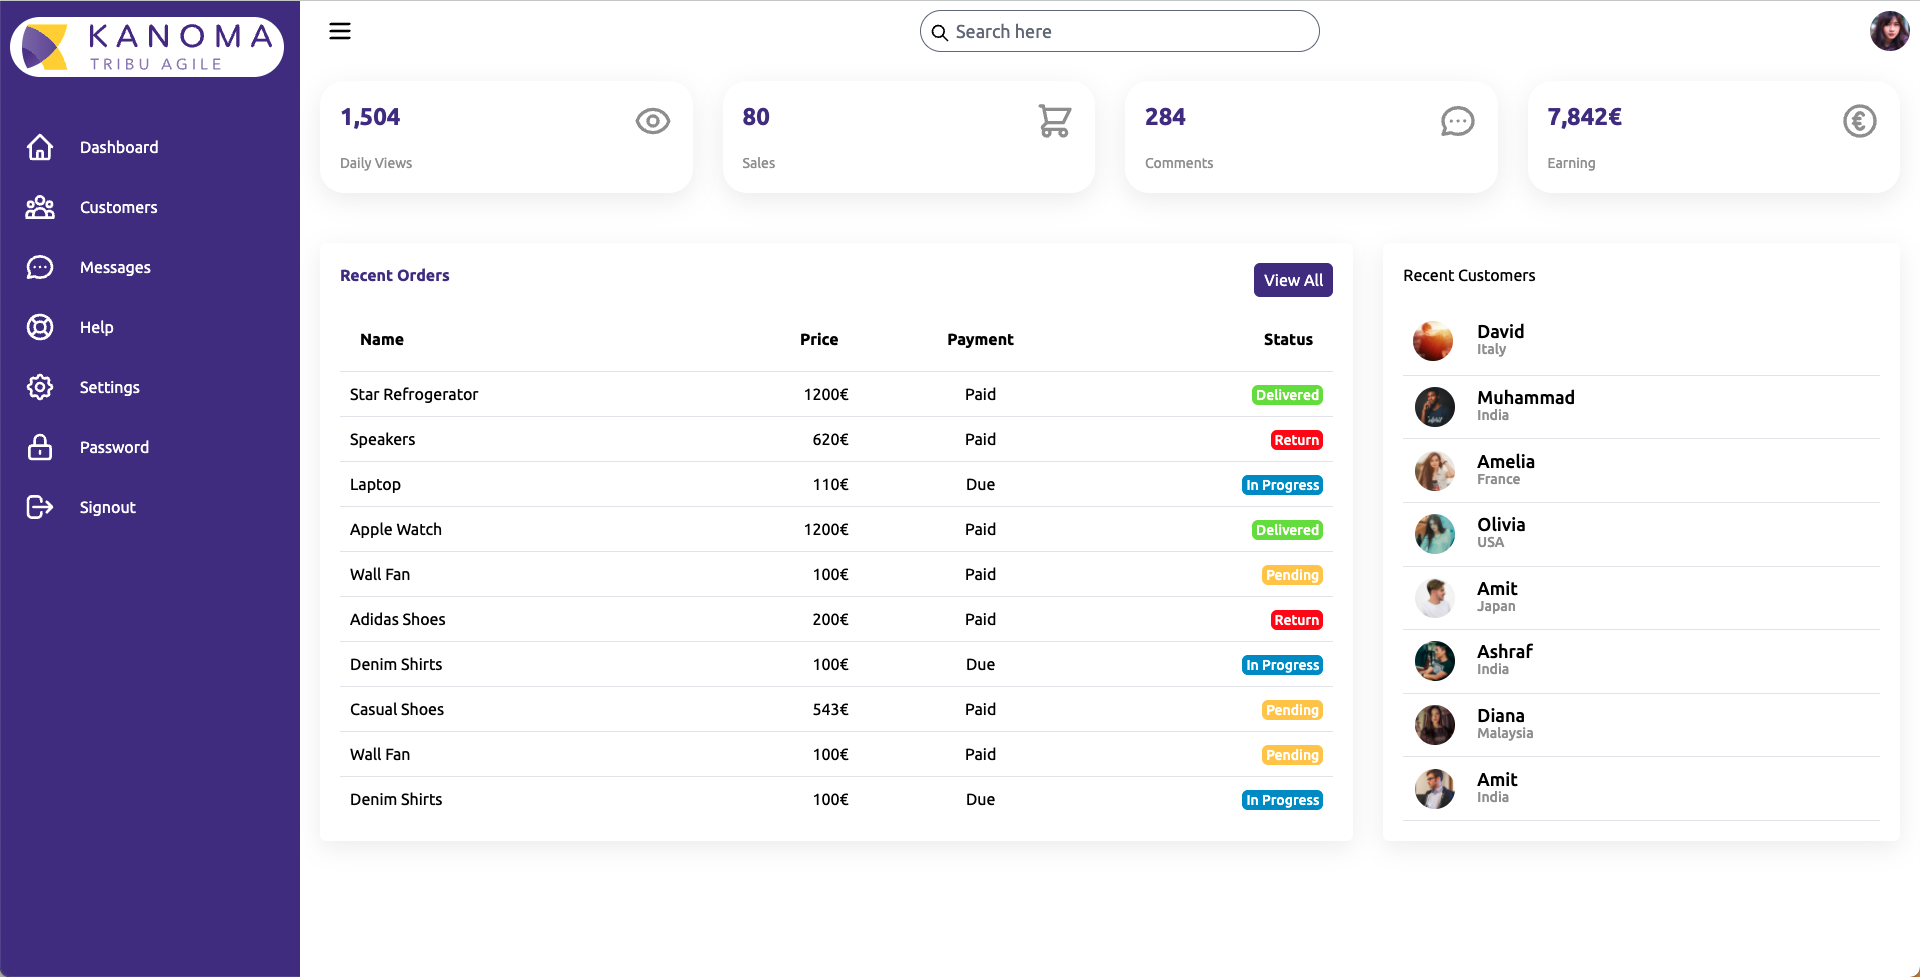 KANOMA
TRIBU AGILE
Dashboard
Customers
Messages
Help
Settings
Password
Signout
Search here
1,504
Daily Views
80
Sales
284
Comments
7,842€
Earning
Recent Orders
View All
Name Price Payment Status
Star Refrogerator 1200€ Paid Delivered
Speakers 620€ Paid Return
Laptop 110€ Due In Progress
Apple Watch 1200€ Paid Delivered
Wall Fan 100€ Paid Pending
Adidas Shoes 200€ Paid Return
Denim Shirts 100€ Due In Progress
Casual Shoes 543€ Paid Pending
Wall Fan 100€ Paid Pending
Denim Shirts 100€ Due In Progress
Recent Customers
David
Italy
Muhammad
India
Amelia
France
Olivia
USA
Amit
Japan
Ashraf
India
Diana
Malaysia
Amit
India